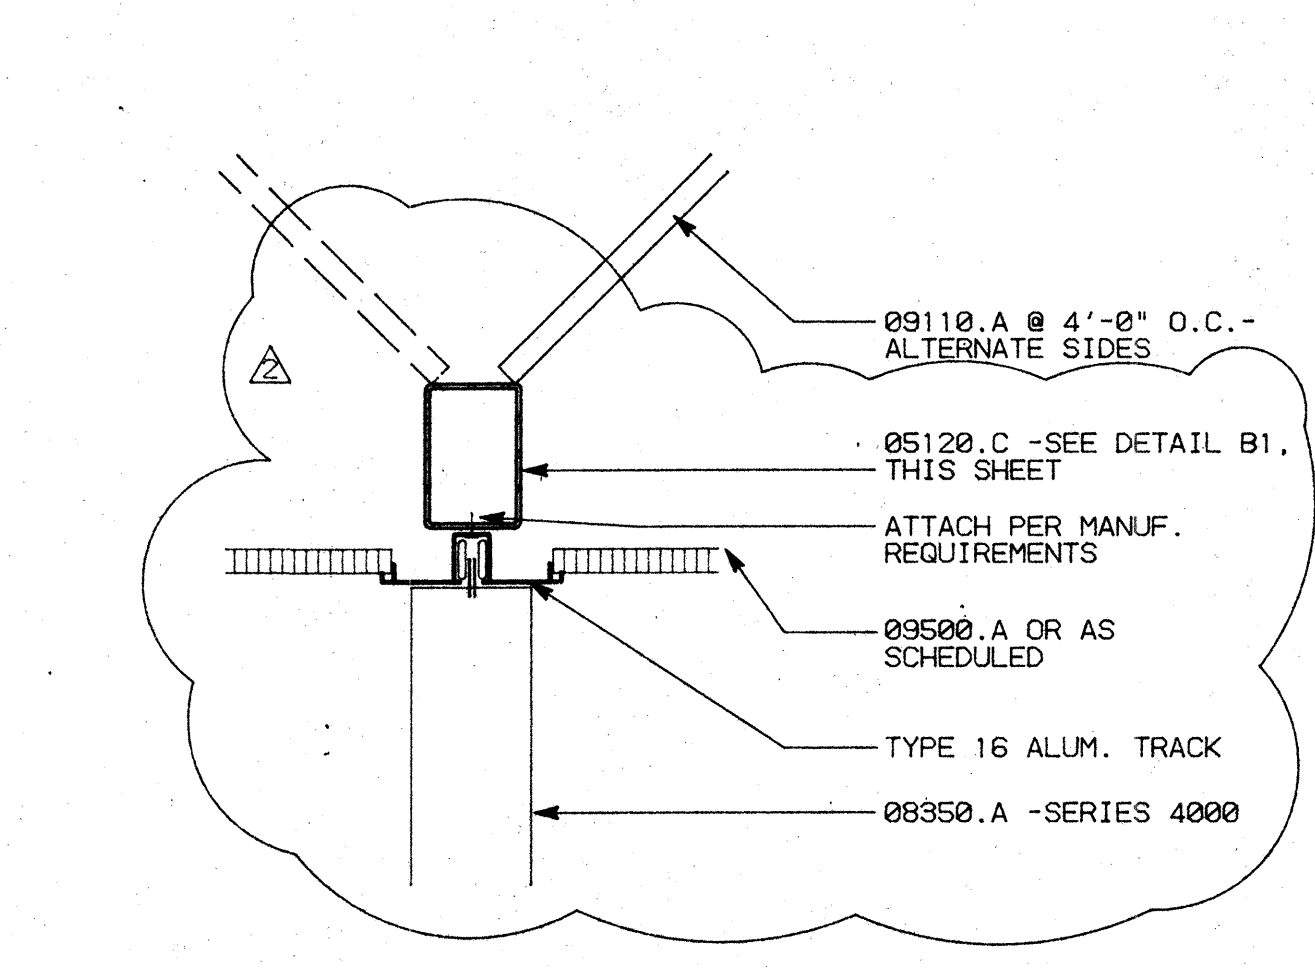 09110.A @ 4'-0" O.C.-
ALTERNATE SIDES
2
05120.C -SEE DETAIL B1,
THIS SHEET
ATTACH PER MANUF.
REQUIREMENTS
09500.A OR AS
SCHEDULED
TYPE 16 ALUM. TRACK
08350.A -SERIES 4000